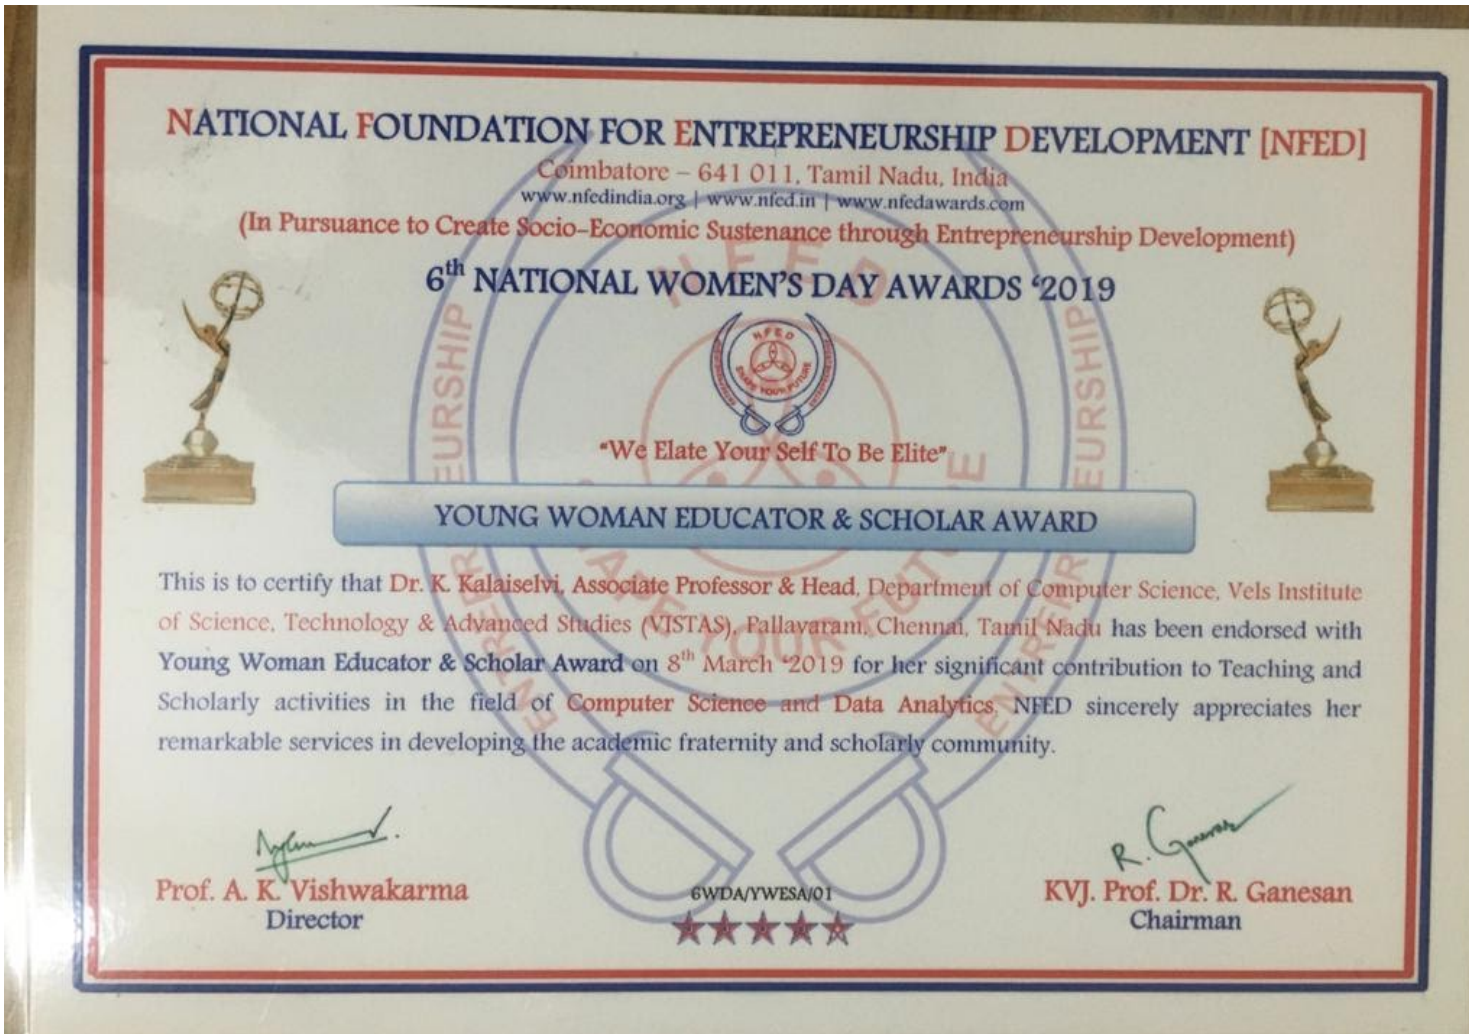 NATIONAL FOUNDATION FOR ENTREPRENEURSHIP DEVELOPMENT [NFED]
Coimbatore – 641 011, Tamil Nadu, India
www.nfedindia.org | www.nfed.in | www.nfedawards.com
(In Pursuance to Create Socio-Economic Sustenance through Entrepreneurship Development)
6th NATIONAL WOMEN'S DAY AWARDS ‘2019
NFED
SHAPE YOUR FUTURE
"We Elate Your Self To Be Elite"
YOUNG WOMAN EDUCATOR & SCHOLAR AWARD
This is to certify that Dr. K. Kalaiselvi, Associate Professor & Head, Department of Computer Science, Vels Institute
of Science, Technology & Advanced Studies (VISTAS), Pallavaram, Chennai, Tamil Nadu has been endorsed with
Young Woman Educator & Scholar Award on 8th March ‘2019 for her significant contribution to Teaching and
Scholarly activities in the field of Computer Science and Data Analytics. NFED sincerely appreciates her
remarkable services in developing the academic fraternity and scholarly community.
R. Ganesan
Prof. A. K. Vishwakarma
Director
6WDA/YWESA/01
KVJ. Prof. Dr. R. Ganesan
Chairman